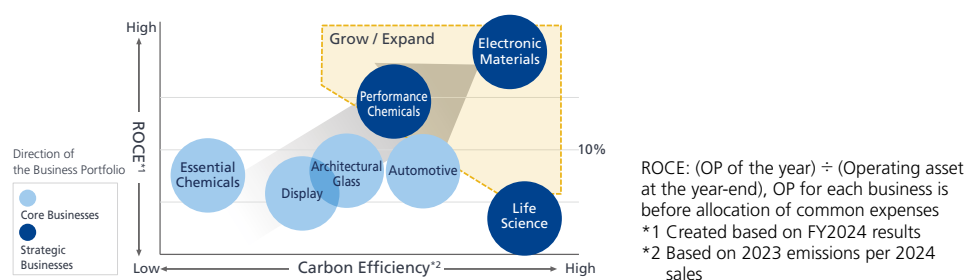 High
Grow / Expand
Electronic
Materials
Performance
Chemicals
ROCE*1
10%
Direction of
the Business Portfolio
Core Businesses
Strategic
Businesses
Essential
Chemicals
Display
Architectural
Glass
Automotive
Life
Science
Low
Carbon Efficiency*2
High
ROCE: (OP of the year) ÷ (Operating asset
at the year-end), OP for each business is
before allocation of common expenses
*1 Created based on FY2024 results
*2 Based on 2023 emissions per 2024
sales